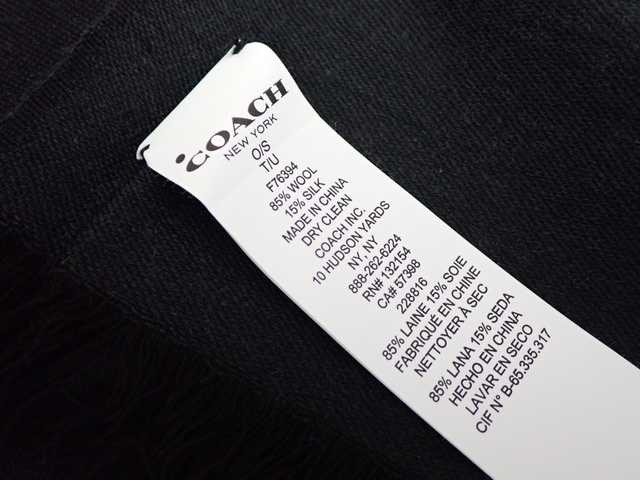 COACH
NEW YORK
O/S
T/U
F76394
85% WOOL
15% SILK
MADE IN CHINA
DRY CLEAN
COACH INC.
10 HUDSON YARDS
NY, NY
888-262-6224
RN# 132154
CA# 57398
228816
85% LAINE 15% SOIE
FABRIQUÉ EN CHINE
NETTOYER À SEC
85% LANA 15% SEDA
HECHO EN CHINA
LAVAR EN SECO
CIF N° B-65.335.317